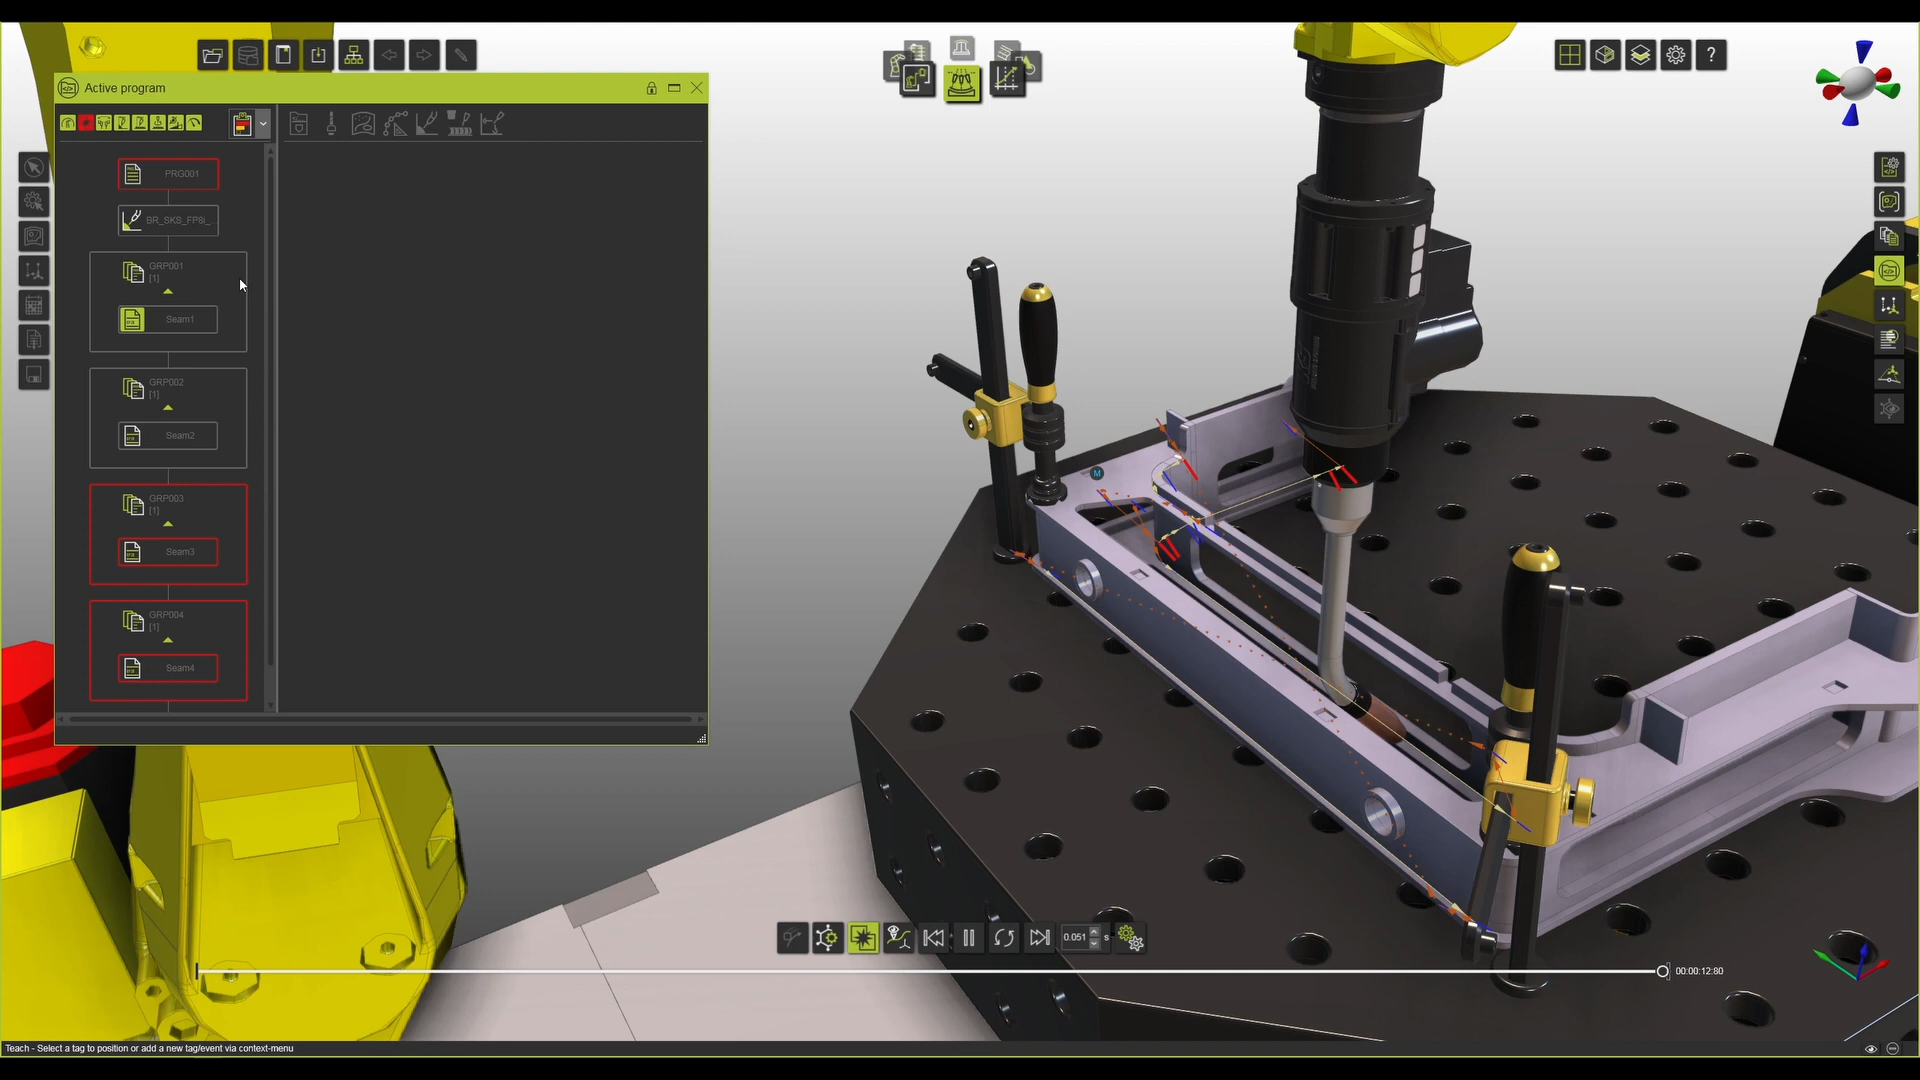 Active program
PRG001
BR_SKS_FP8i_...
GRP001
[1]
Seam1
GRP002
[1]
Seam2
GRP003
[1]
Seam3
GRP004
[1]
Seam4
?
M
0.051 s
00:00:12:80
Teach - Select a tag to position or add a new tag/event via context-menu